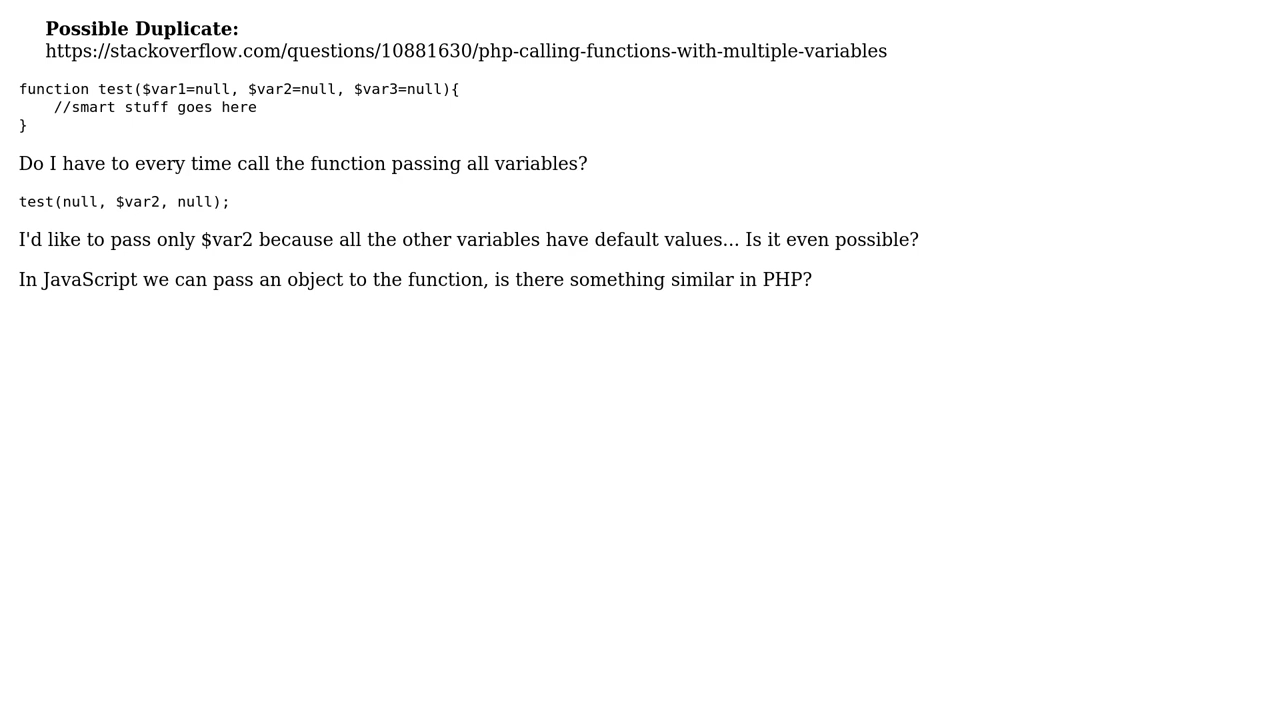 Possible Duplicate:
https://stackoverflow.com/questions/10881630/php-calling-functions-with-multiple-variables
function test($var1=null, $var2=null, $var3=null){
    //smart stuff goes here
}
Do I have to every time call the function passing all variables?
test(null, $var2, null);
I'd like to pass only $var2 because all the other variables have default values... Is it even possible?
In JavaScript we can pass an object to the function, is there something similar in PHP?